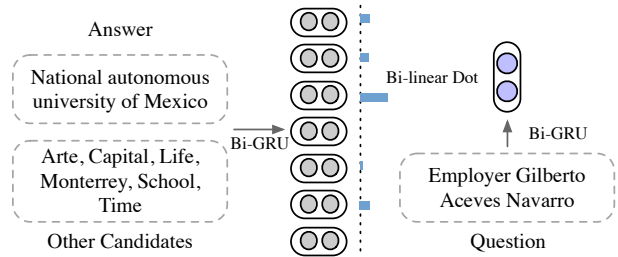 Answer
National autonomous
university of Mexico
Arte, Capital, Life,
Monterrey, School,
Time
Other Candidates
Bi-GRU
Bi-linear Dot
Bi-GRU
Employer Gilberto
Aceves Navarro
Question